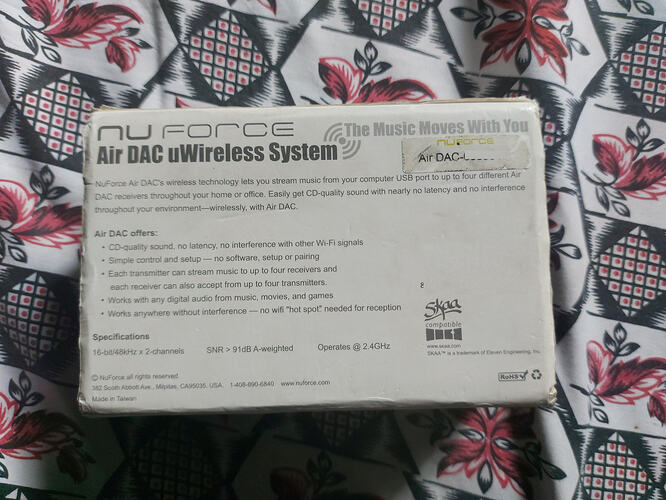 NUFORCE
The Music Moves With You
Air DAC uWireless System
NUFORCE
Air DAC-
NuForce Air DAC's wireless technology lets you stream music from your computer USB port to up to four different Air
DAC receivers throughout your home or office. Easily get CD-quality sound with nearly no latency and no interference
throughout your environment—wirelessly, with Air DAC.
Air DAC offers:
• CD-quality sound, no latency, no interference with other Wi-Fi signals
• Simple control and setup — no software, setup or pairing
• Each transmitter can stream music to up to four receivers and
each receiver can also accept from up to four transmitters.
• Works with any digital audio from music, movies, and games
• Works anywhere without interference — no wifi "hot spot" needed for reception
Skaa
compatible
www.skaa.com
SKAA™ is a trademark of Eleven Engineering, Inc.
Specifications
16-bit/48kHz x 2-channels SNR > 91dB A-weighted Operates @ 2.4GHz
© NuForce all rights reserved.
382 South Abbott Ave., Milpitas, CA95035, USA. 1-408-890-6840 www.nuforce.com
Made in Taiwan
RoHS